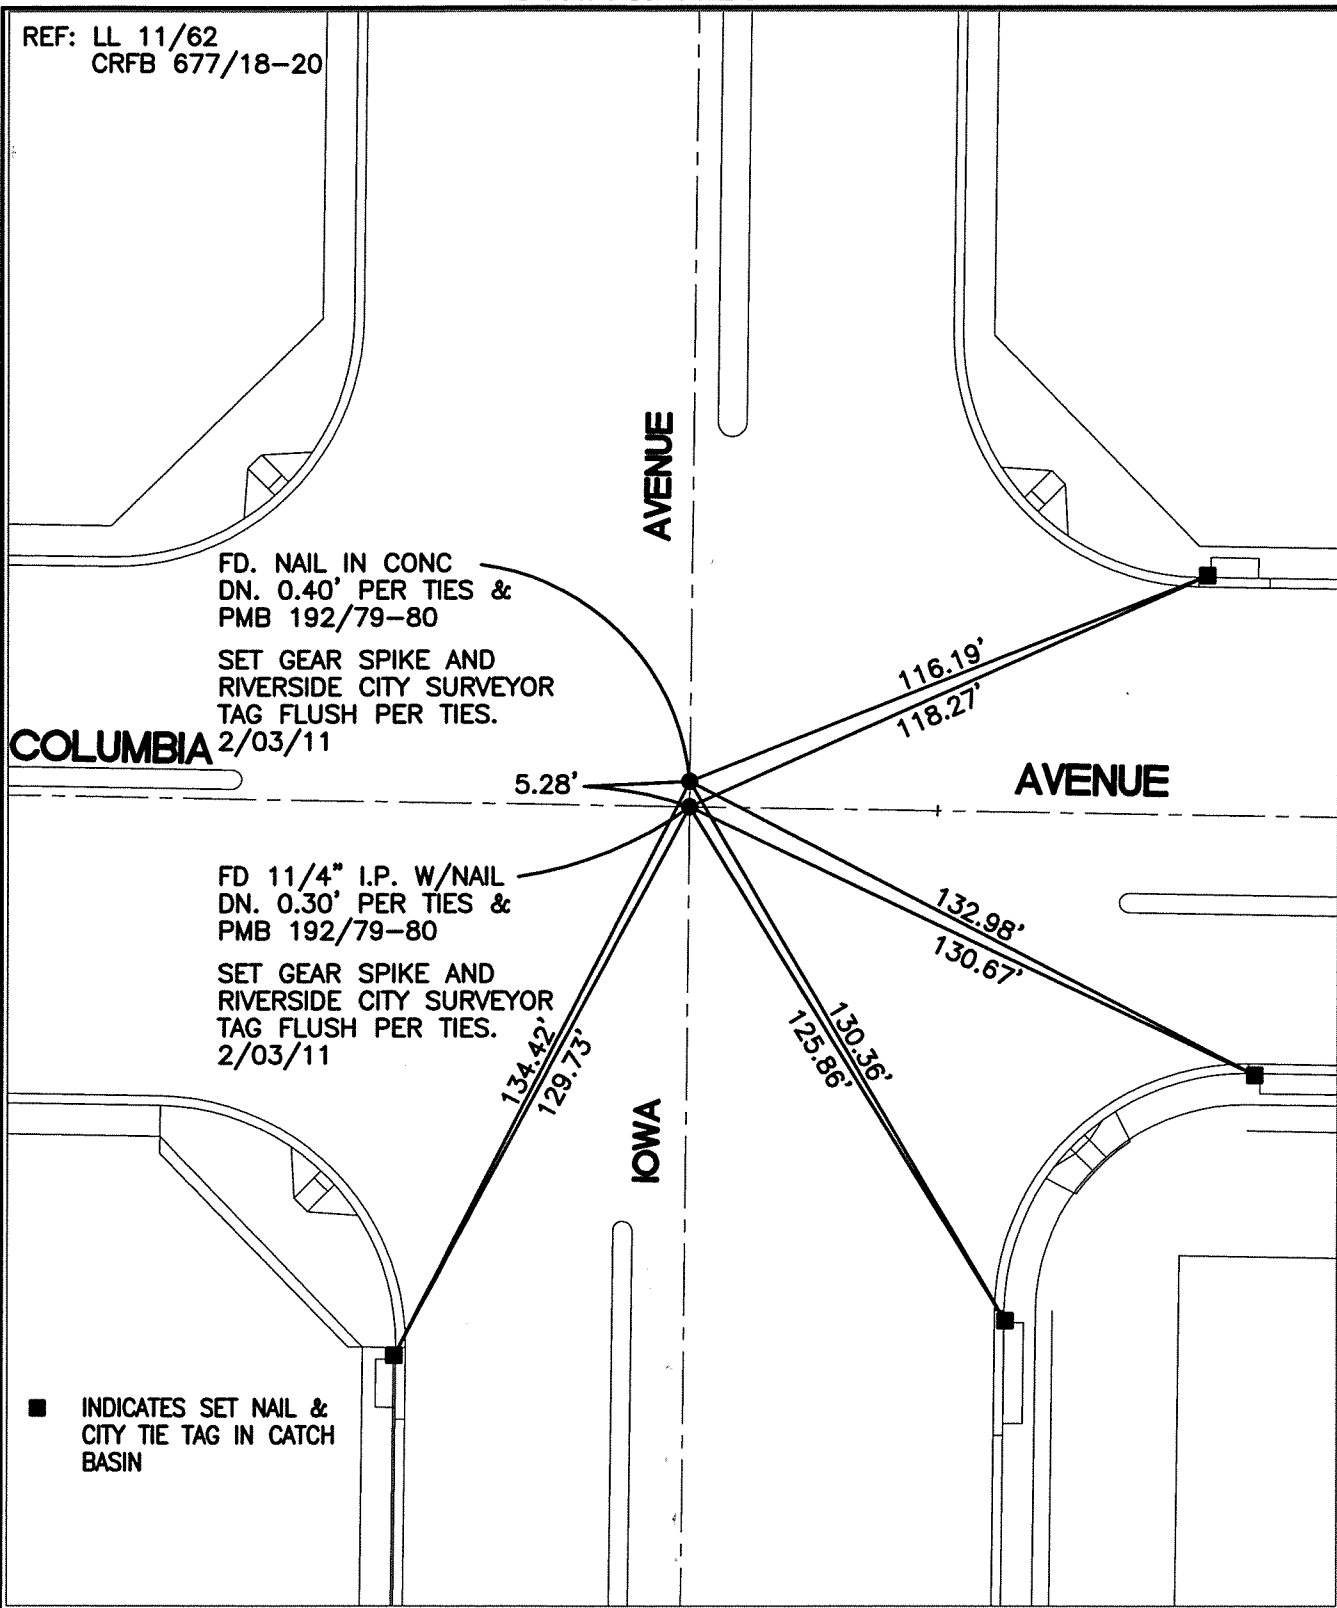 REF: LL 11/62
CRFB 677/18-20
AVENUE
FD. NAIL IN CONC
DN. 0.40' PER TIES &
PMB 192/79-80
SET GEAR SPIKE AND
RIVERSIDE CITY SURVEYOR
TAG FLUSH PER TIES.
2/03/11
116.19'
118.27'
COLUMBIA
AVENUE
5.28'
FD 11/4" I.P. W/NAIL
DN. 0.30' PER TIES &
PMB 192/79-80
SET GEAR SPIKE AND
RIVERSIDE CITY SURVEYOR
TAG FLUSH PER TIES.
2/03/11
132.98'
130.67'
134.42'
129.73'
130.36'
125.86'
IOWA
INDICATES SET NAIL &
CITY TIE TAG IN CATCH
BASIN